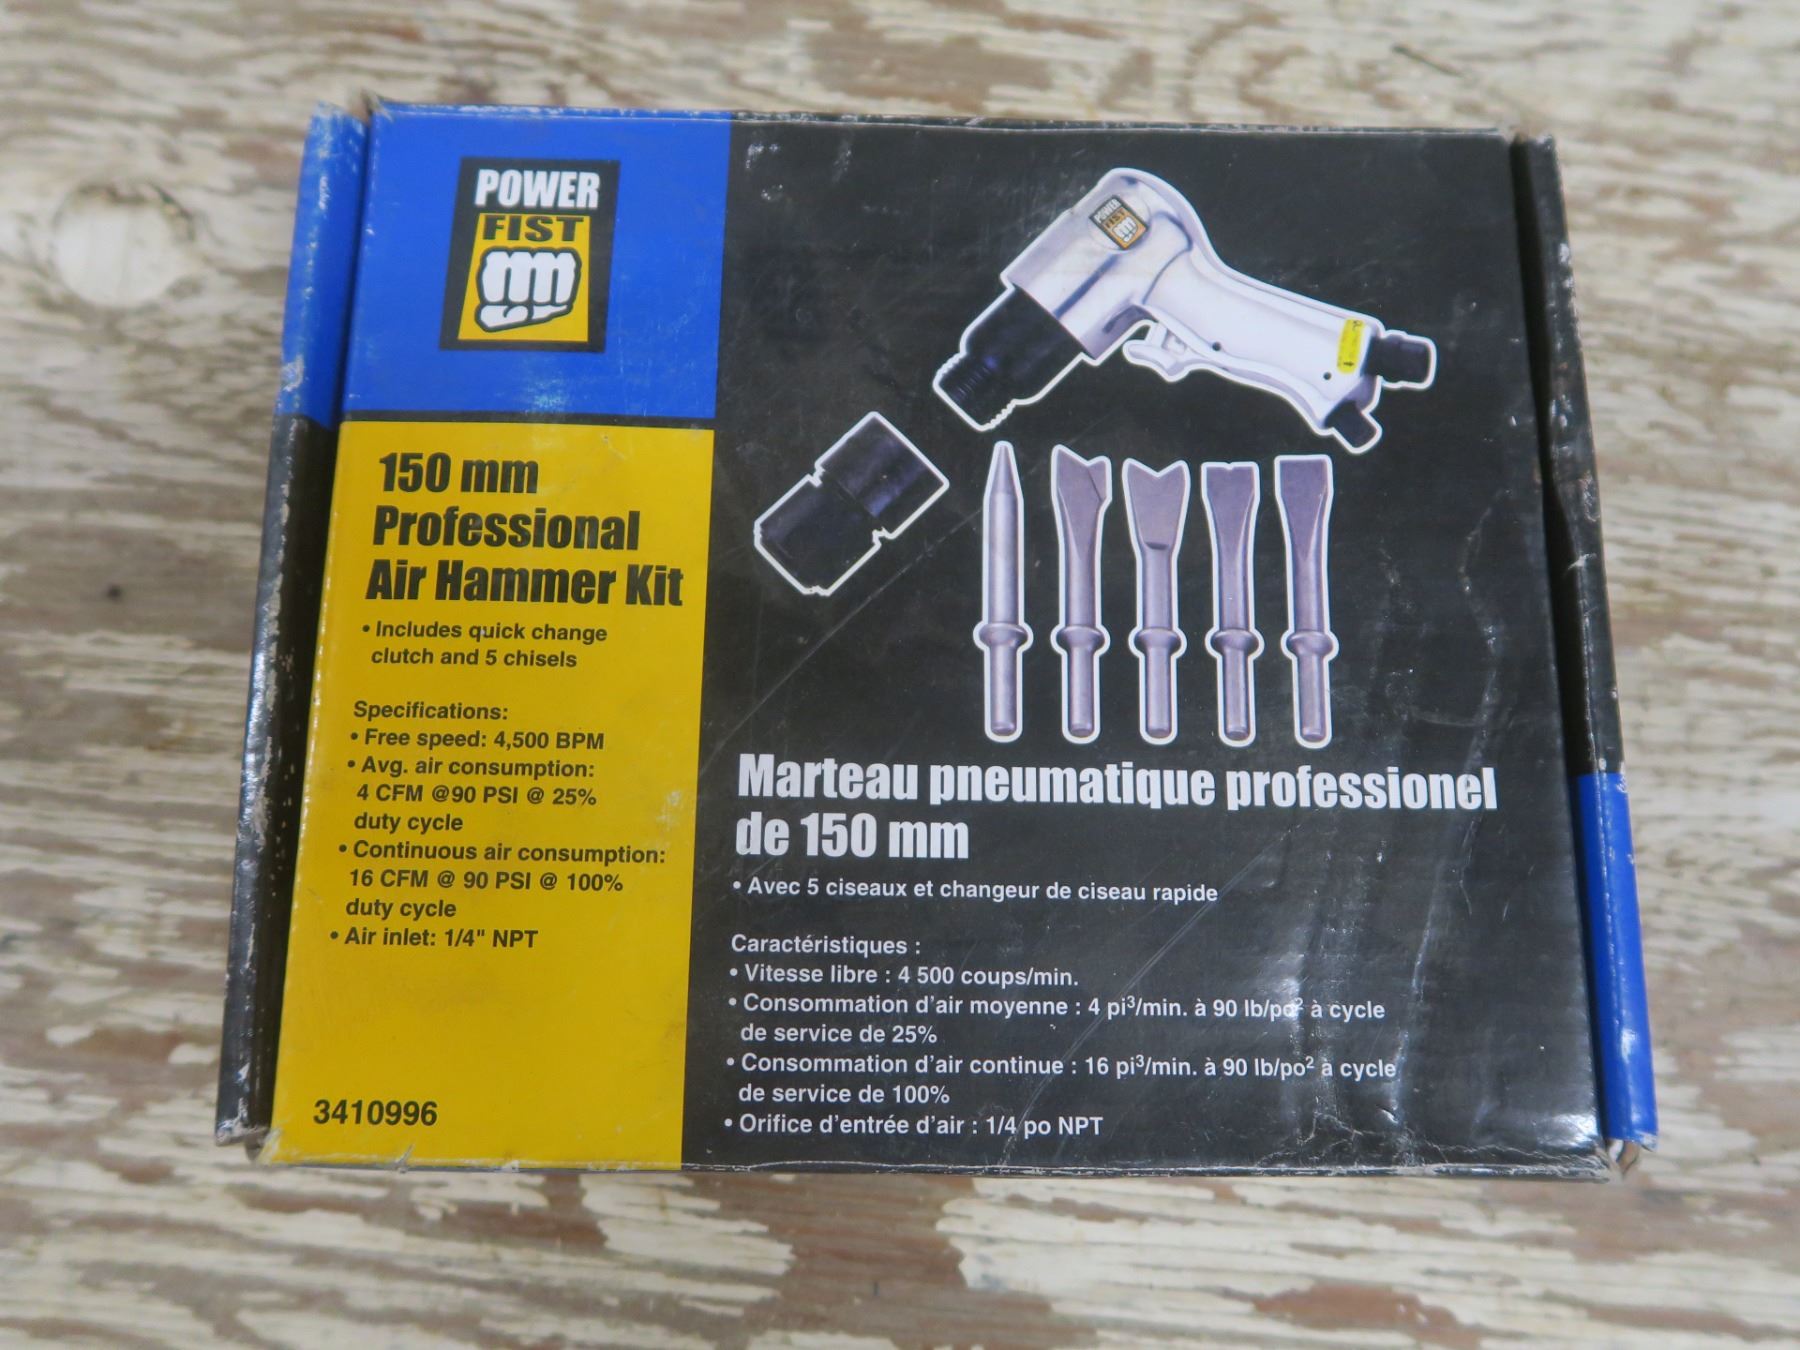 POWER
FIST
150 mm
Professional
Air Hammer Kit
• Includes quick change
clutch and 5 chisels
Specifications:
• Free speed: 4,500 BPM
• Avg. air consumption:
4 CFM @90 PSI @ 25%
duty cycle
• Continuous air consumption:
16 CFM @ 90 PSI @ 100%
duty cycle
• Air inlet: 1/4" NPT
3410996
POWER
FIST
Marteau pneumatique professionel
de 150 mm
• Avec 5 ciseaux et changeur de ciseau rapide
Caractéristiques :
• Vitesse libre : 4 500 coups/min.
• Consommation d'air moyenne : 4 pi³/min. à 90 lb/po² à cycle
de service de 25%
• Consommation d'air continue : 16 pi³/min. à 90 lb/po² à cycle
de service de 100%
• Orifice d'entrée d'air : 1/4 po NPT